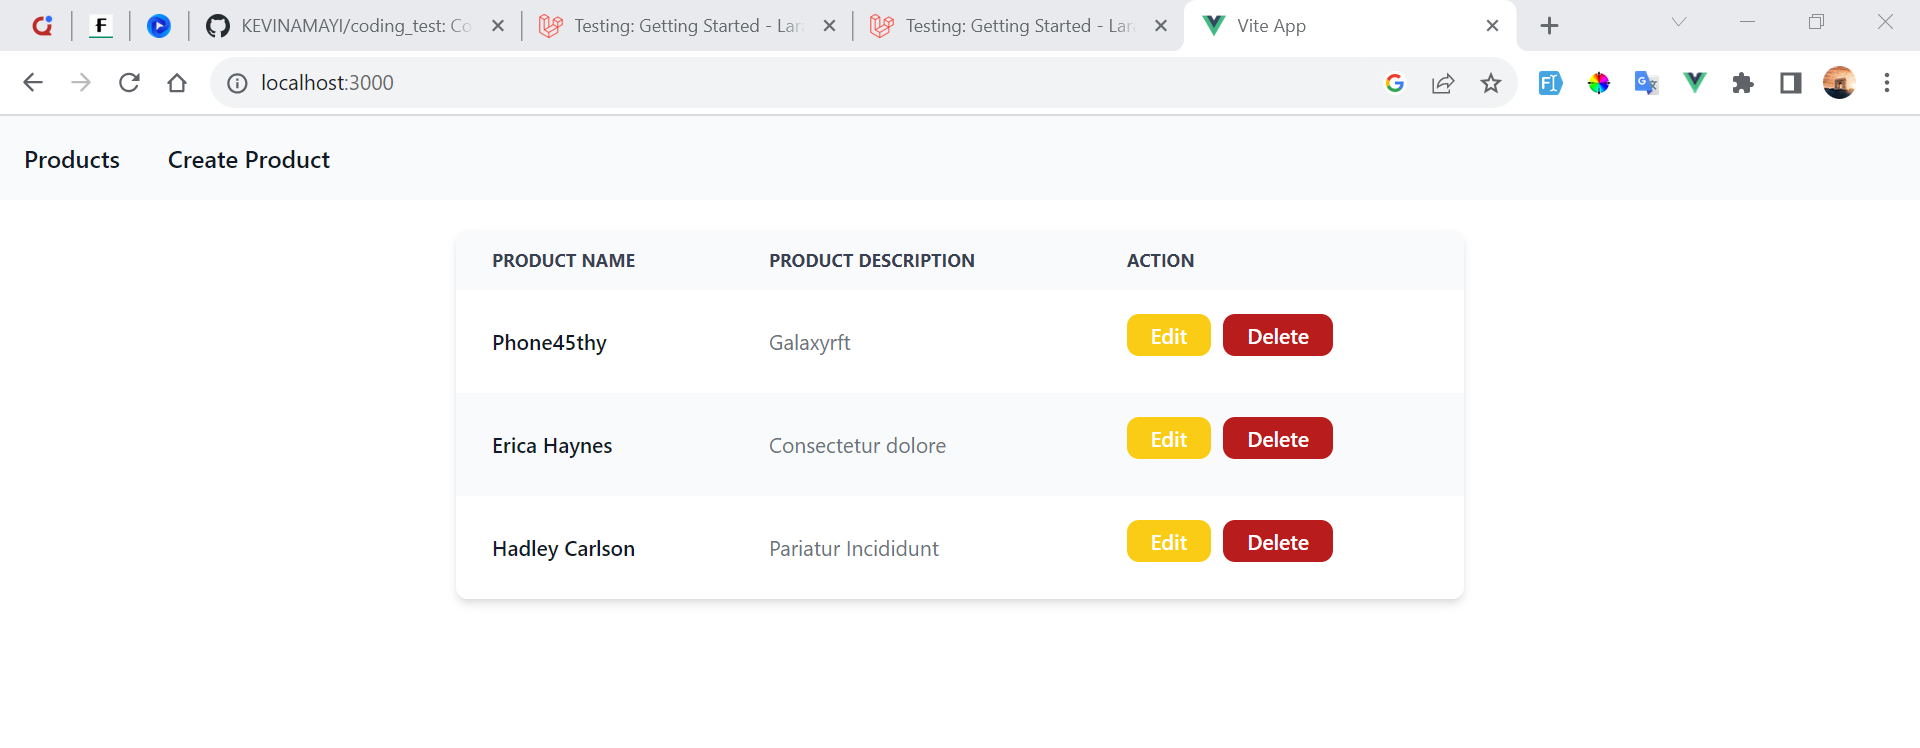 KEVINAMAYI/coding_test: Co
Testing: Getting Started - Lar
Testing: Getting Started - Lar
Vite App
localhost:3000
Products Create Product
PRODUCT NAME PRODUCT DESCRIPTION ACTION
Phone45thy Galaxyrft Edit Delete
Erica Haynes Consectetur dolore Edit Delete
Hadley Carlson Pariatur Incididunt Edit Delete